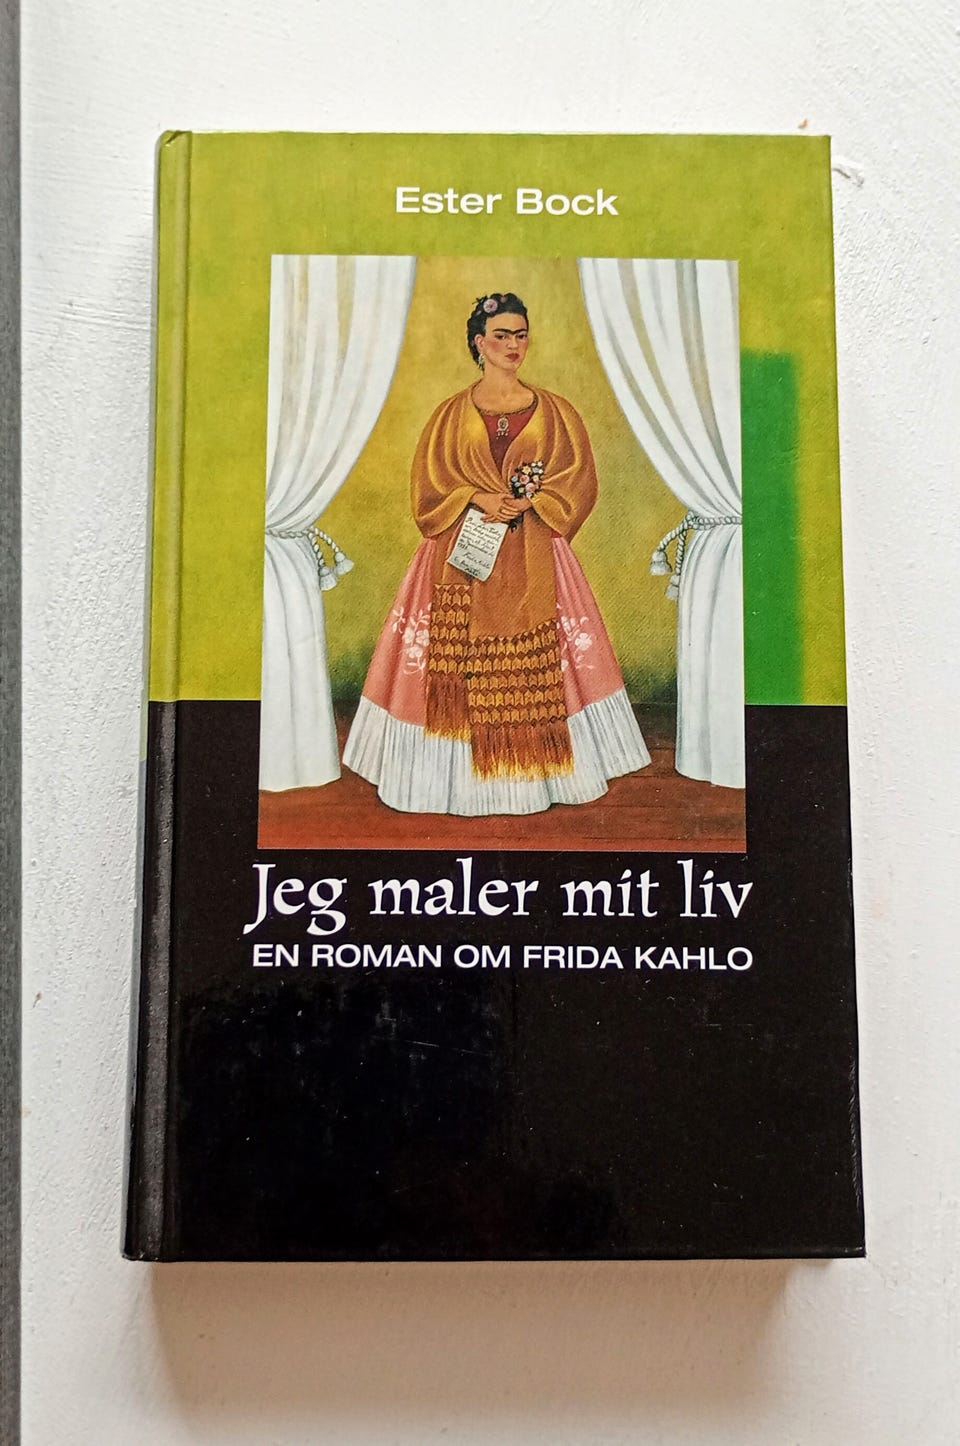 Ester Bock
Jeg maler mit liv
EN ROMAN OM FRIDA KAHLO